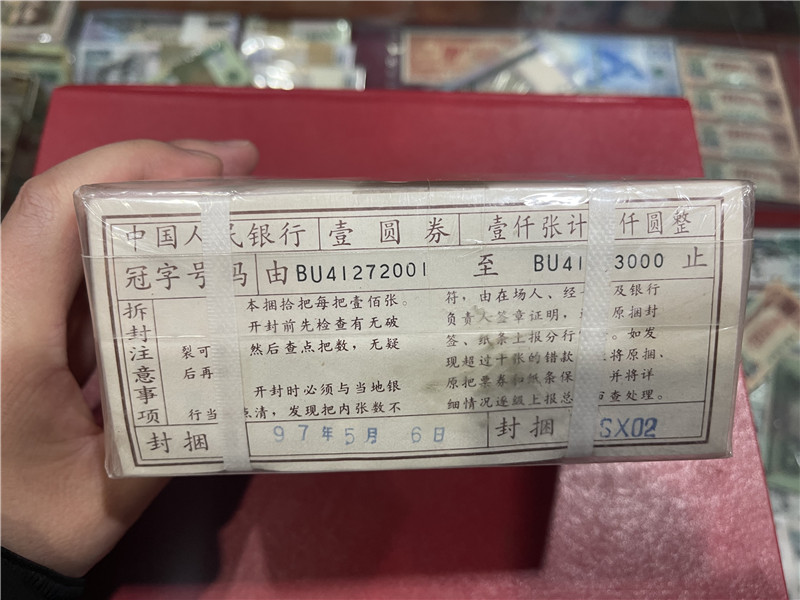 中国人民银行 壹圆券 壹仟张计 仟圆整
冠字号码 由BU41272001 至 BU41 3000 止
拆封注意事项
本捆拾把每把壹佰张。
开封前先检查有无破
裂可 然后查点把数，无疑
后再
开封时必须与当地银
行当 点清，发现把内张数不
符，由在场人、经 及银行
负责人签章证明， 原捆封
签、纸条上报分行 。如发
现超过十张的错款 将原捆、
原把票券和纸条保 并将详
细情况逐级上报总 审查处理。
封捆 97年5月 6日 封捆 SX02